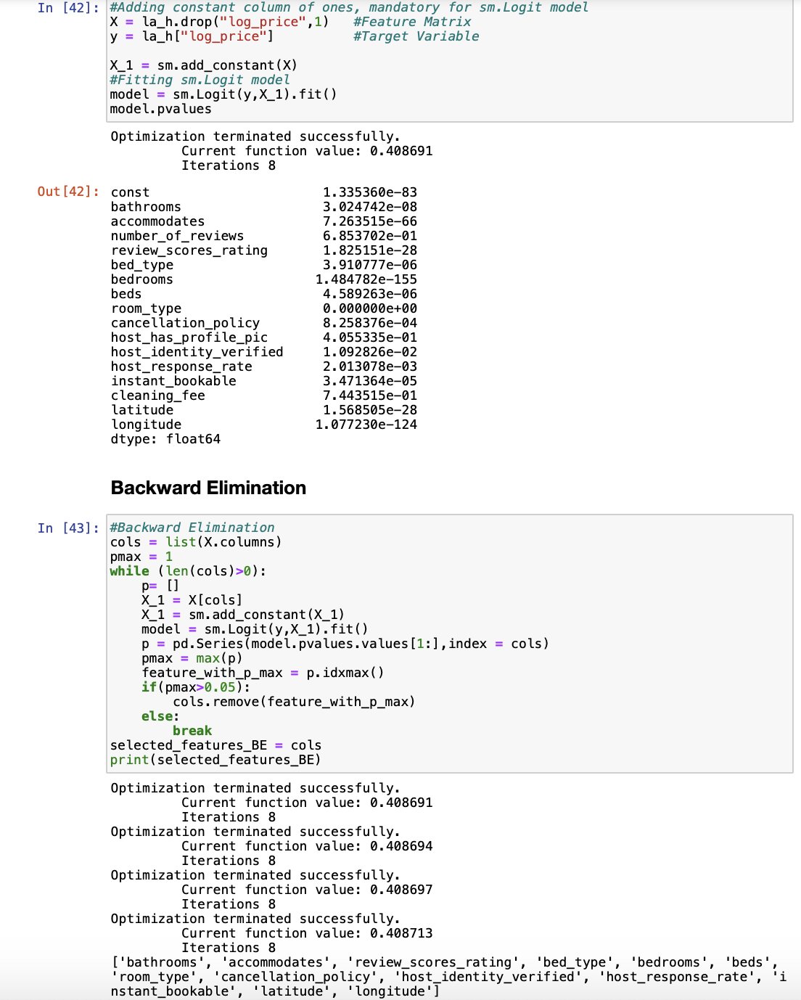 In [42]: #Adding constant column of ones, mandatory for sm.Logit model
X = la_h.drop("log_price",1)   #Feature Matrix
y = la_h["log_price"]          #Target Variable
X_1 = sm.add_constant(X)
#Fitting sm.Logit model
model = sm.Logit(y,X_1).fit()
model.pvalues
Optimization terminated successfully.
         Current function value: 0.408691
         Iterations 8
Out[42]: const                      1.335360e-83
bathrooms                  3.024742e-08
accommodates               7.263515e-66
number_of_reviews          6.853702e-01
review_scores_rating       1.825151e-28
bed_type                   3.910777e-06
bedrooms                  1.484782e-155
beds                       4.589263e-06
room_type                  0.000000e+00
cancellation_policy        8.258376e-04
host_has_profile_pic       4.055335e-01
host_identity_verified     1.092826e-02
host_response_rate         2.013078e-03
instant_bookable           3.471364e-05
cleaning_fee               7.443515e-01
latitude                   1.568505e-28
longitude                 1.077230e-124
dtype: float64
Backward Elimination
In [43]: #Backward Elimination
cols = list(X.columns)
pmax = 1
while (len(cols)>0):
    p= []
    X_1 = X[cols]
    X_1 = sm.add_constant(X_1)
    model = sm.Logit(y,X_1).fit()
    p = pd.Series(model.pvalues.values[1:],index = cols)
    pmax = max(p)
    feature_with_p_max = p.idxmax()
    if(pmax>0.05):
        cols.remove(feature_with_p_max)
    else:
        break
selected_features_BE = cols
print(selected_features_BE)
Optimization terminated successfully.
         Current function value: 0.408691
         Iterations 8
Optimization terminated successfully.
         Current function value: 0.408694
         Iterations 8
Optimization terminated successfully.
         Current function value: 0.408697
         Iterations 8
Optimization terminated successfully.
         Current function value: 0.408713
         Iterations 8
['bathrooms', 'accommodates', 'review_scores_rating', 'bed_type', 'bedrooms', 'beds',
'room_type', 'cancellation_policy', 'host_identity_verified', 'host_response_rate', 'i
nstant_bookable', 'latitude', 'longitude']